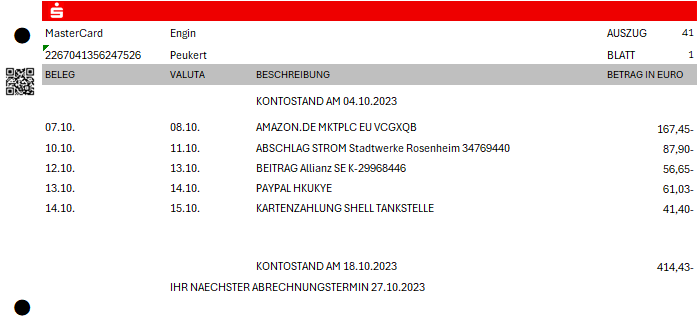 MasterCard Engin AUSZUG 41
2267041356247526 Peukert BLATT 1
BELEG VALUTA BESCHREIBUNG BETRAG IN EURO
KONTOSTAND AM 04.10.2023
07.10. 08.10. AMAZON.DE MKTPLC EU VCGXQB 167,45-
10.10. 11.10. ABSCHLAG STROM Stadtwerke Rosenheim 34769440 87,90-
12.10. 13.10. BEITRAG Allianz SE K-29968446 56,65-
13.10. 14.10. PAYPAL HKUKYE 61,03-
14.10. 15.10. KARTENZAHLUNG SHELL TANKSTELLE 41,40-
KONTOSTAND AM 18.10.2023 414,43-
IHR NAECHSTER ABRECHNUNGSTERMIN 27.10.2023